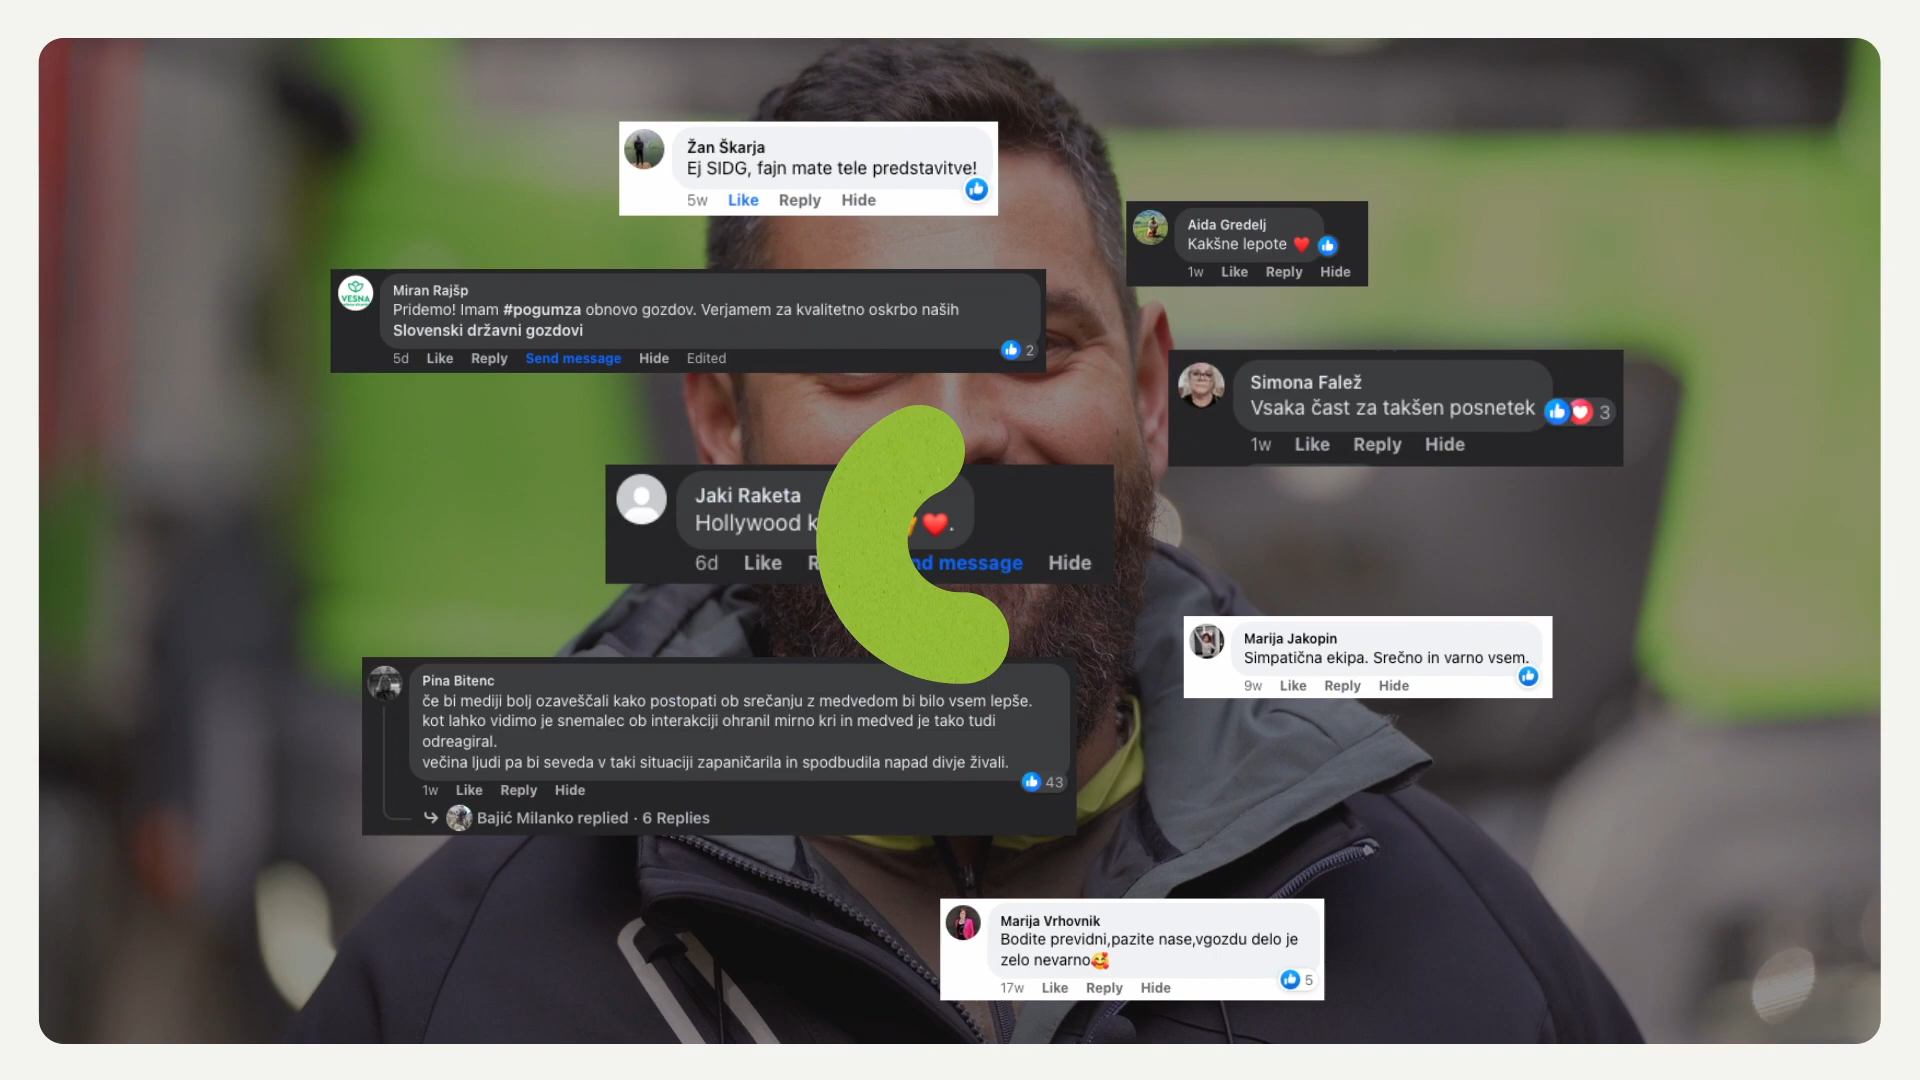 Žan Škarja
Ej SIDG, fajn mate tele predstavitve!
5w Like Reply Hide
Aida Gredelj
Kakšne lepote ❤️
1w Like Reply Hide
VESNA
Miran Rajšp
Pridemo! Imam #pogumza obnovo gozdov. Verjamem za kvalitetno oskrbo naših
Slovenski državni gozdovi
5d Like Reply Send message Hide Edited
2
Simona Falež
Vsaka čast za takšen posnetek
3
1w Like Reply Hide
Jaki Raketa
Hollywood
6d Like message Hide
Marija Jakopin
Simpatična ekipa. Srečno in varno vsem.
9w Like Reply Hide
Pina Bitenc
če bi mediji bolj ozaveščali kako postopati ob srečanju z medvedom bi bilo vsem lepše.
kot lahko vidimo je snemalec ob interakciji ohranil mirno kri in medved je tako tudi
odreagiral.
večina ljudi pa bi seveda v taki situaciji zapaničarila in spodbudila napad divje živali.
43
1w Like Reply Hide
Bajić Milanko replied · 6 Replies
Marija Vrhovnik
Bodite previdni,pazite nase,vgozdu delo je
zelo nevarno🥰
5
17w Like Reply Hide